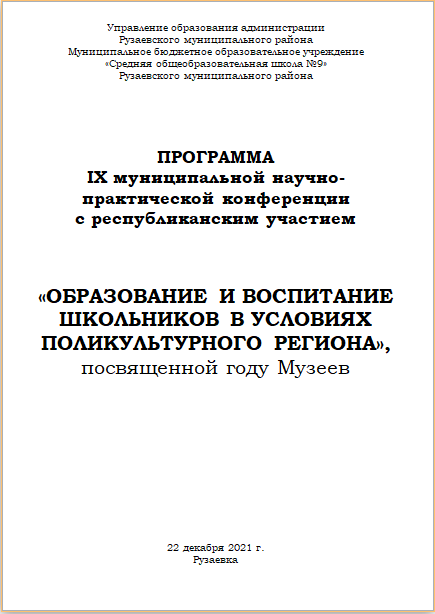 Управление образования администрации
Рузаевского муниципального района
Муниципальное бюджетное образовательное учреждение
«Средняя общеобразовательная школа №9»
Рузаевского муниципального района
ПРОГРАММА
IX муниципальной научно-
практической конференции
с республиканским участием
«ОБРАЗОВАНИЕ И ВОСПИТАНИЕ
ШКОЛЬНИКОВ В УСЛОВИЯХ
ПОЛИКУЛЬТУРНОГО РЕГИОНА»,
посвященной году Музеев
22 декабря 2021 г.
Рузаевка